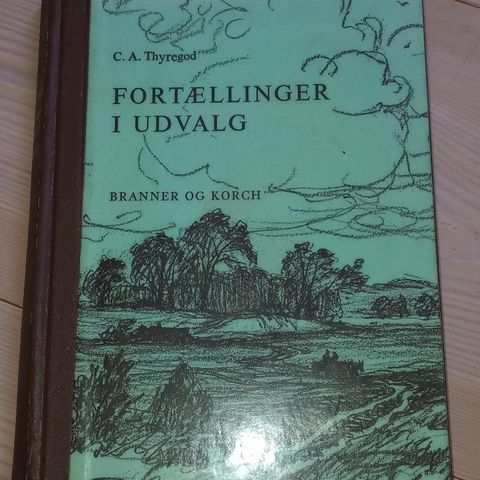 C. A. Thyregod
FORTÆLLINGER
I UDVALG
BRANNER OG KORCH